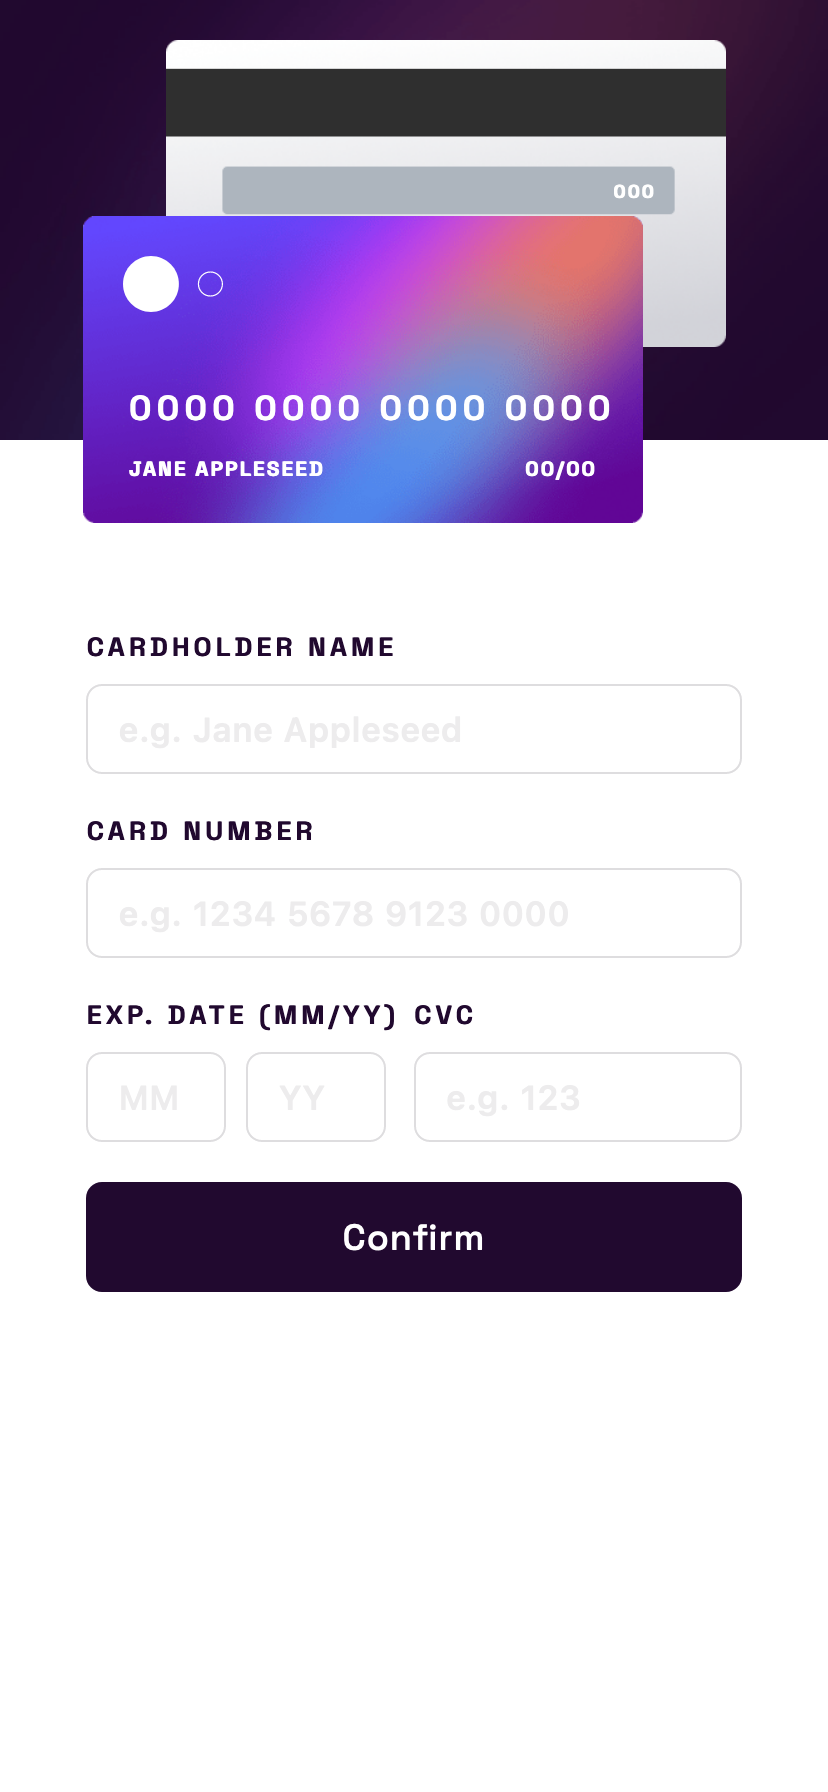 000
0000 0000 0000 0000
JANE APPLESEED 00/00
CARDHOLDER NAME
e.g. Jane Appleseed
CARD NUMBER
e.g. 1234 5678 9123 0000
EXP. DATE (MM/YY) CVC
MM YY e.g. 123
Confirm